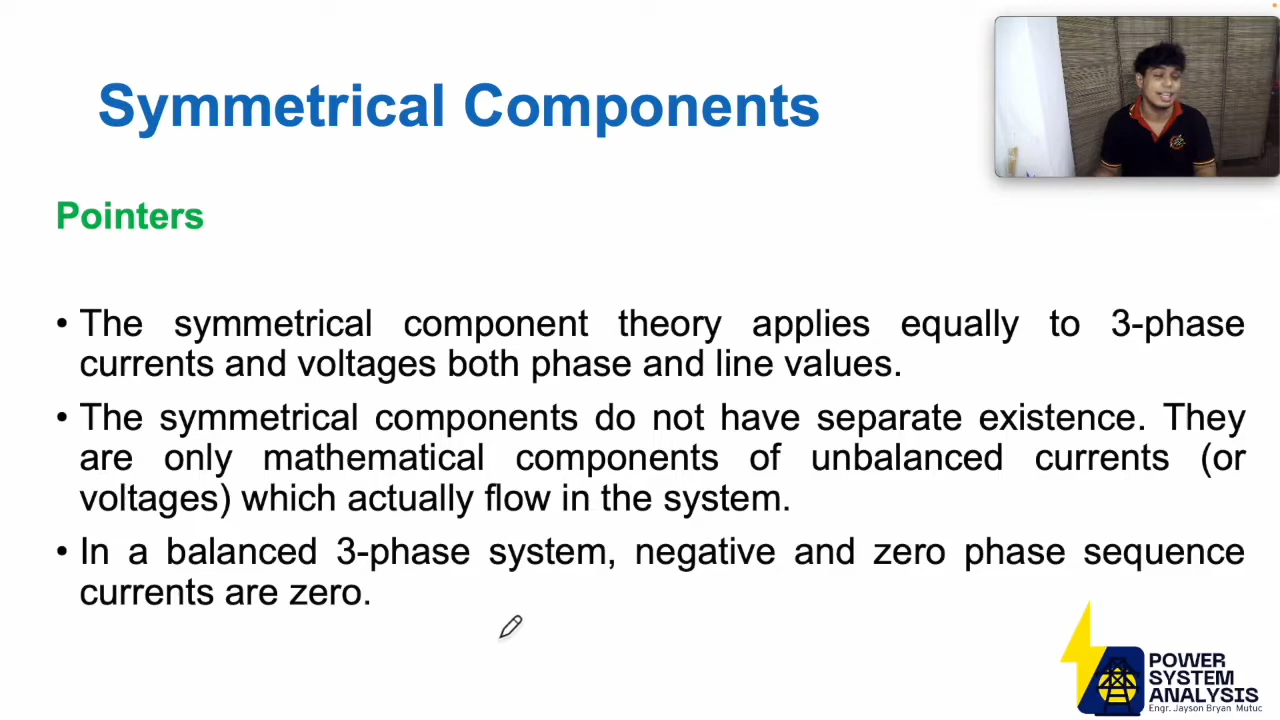 Symmetrical Components
Pointers
• The symmetrical component theory applies equally to 3-phase
currents and voltages both phase and line values.
• The symmetrical components do not have separate existence. They
are only mathematical components of unbalanced currents (or
voltages) which actually flow in the system.
• In a balanced 3-phase system, negative and zero phase sequence
currents are zero.
POWER
SYSTEM
ANALYSIS
Engr. Jayson Bryan Mutuc